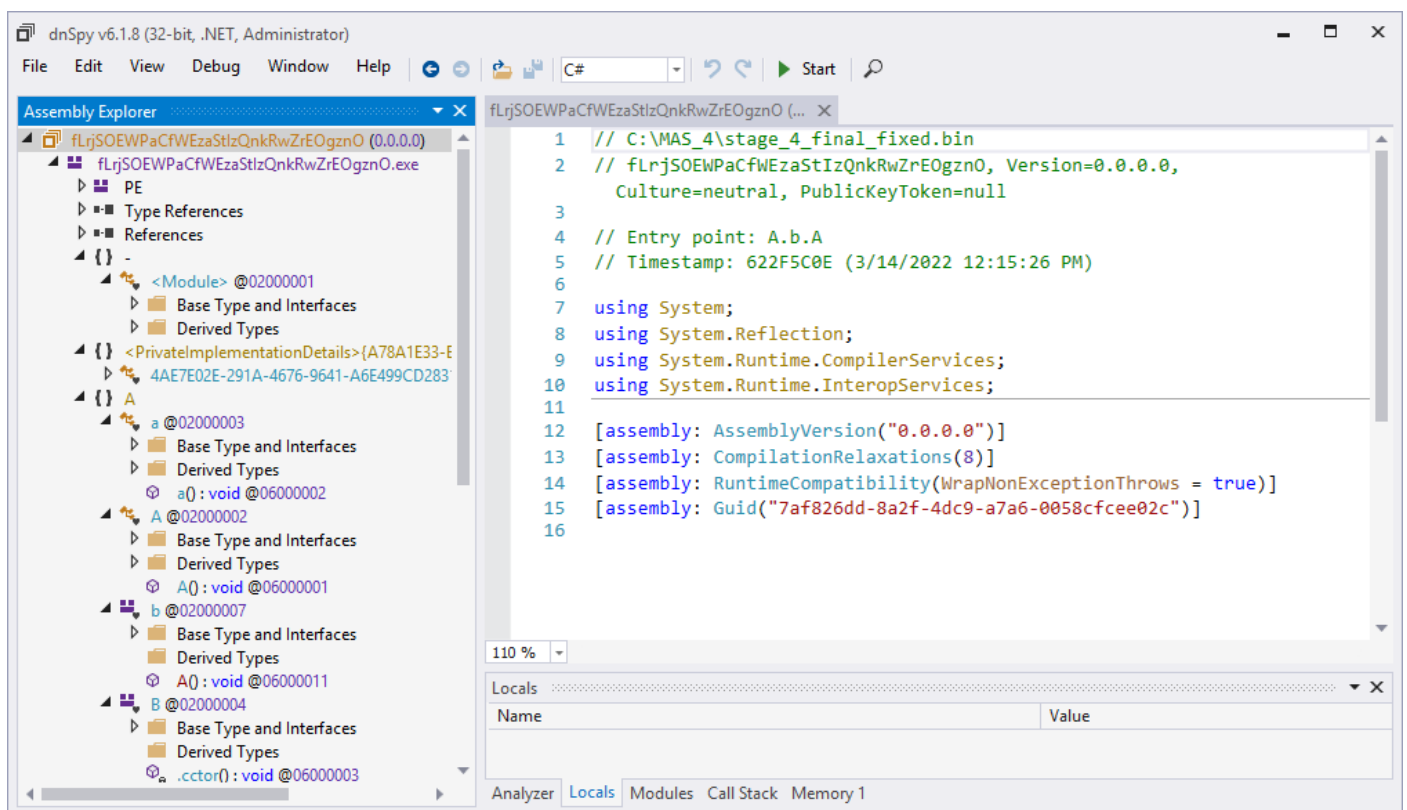 dnSpy v6.1.8 (32-bit, .NET, Administrator)
File Edit View Debug Window Help C# Start
Assembly Explorer
fLrjSOEWPaCfWEzaStIzQnkRwZrEOgznO (0.0.0.0)
fLrjSOEWPaCfWEzaStIzQnkRwZrEOgznO.exe
PE
Type References
References
{ } -
<Module> @02000001
Base Type and Interfaces
Derived Types
{ } <PrivateImplementationDetails>{A78A1E33-E
4AE7E02E-291A-4676-9641-A6E499CD283
{ } A
a @02000003
Base Type and Interfaces
Derived Types
a() : void @06000002
A @02000002
Base Type and Interfaces
Derived Types
A() : void @06000001
b @02000007
Base Type and Interfaces
Derived Types
A() : void @06000011
B @02000004
Base Type and Interfaces
Derived Types
.cctor() : void @06000003
fLrjSOEWPaCfWEzaStIzQnkRwZrEOgznO (...
1 // C:\MAS_4\stage_4_final_fixed.bin
2 // fLrjSOEWPaCfWEzaStIzQnkRwZrEOgznO, Version=0.0.0.0,
Culture=neutral, PublicKeyToken=null
3
4 // Entry point: A.b.A
5 // Timestamp: 622F5C0E (3/14/2022 12:15:26 PM)
6
7 using System;
8 using System.Reflection;
9 using System.Runtime.CompilerServices;
10 using System.Runtime.InteropServices;
11
12 [assembly: AssemblyVersion("0.0.0.0")]
13 [assembly: CompilationRelaxations(8)]
14 [assembly: RuntimeCompatibility(WrapNonExceptionThrows = true)]
15 [assembly: Guid("7af826dd-8a2f-4dc9-a7a6-0058cfcee02c")]
16
110 %
Locals
Name Value
Analyzer Locals Modules Call Stack Memory 1